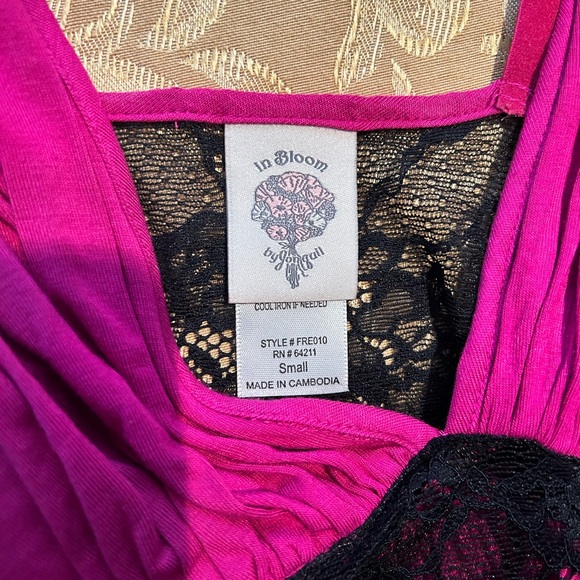 In Bloom
by Jonquil
COOL IRON IF NEEDED
STYLE # FRE010
RN # 64211
Small
MADE IN CAMBODIA